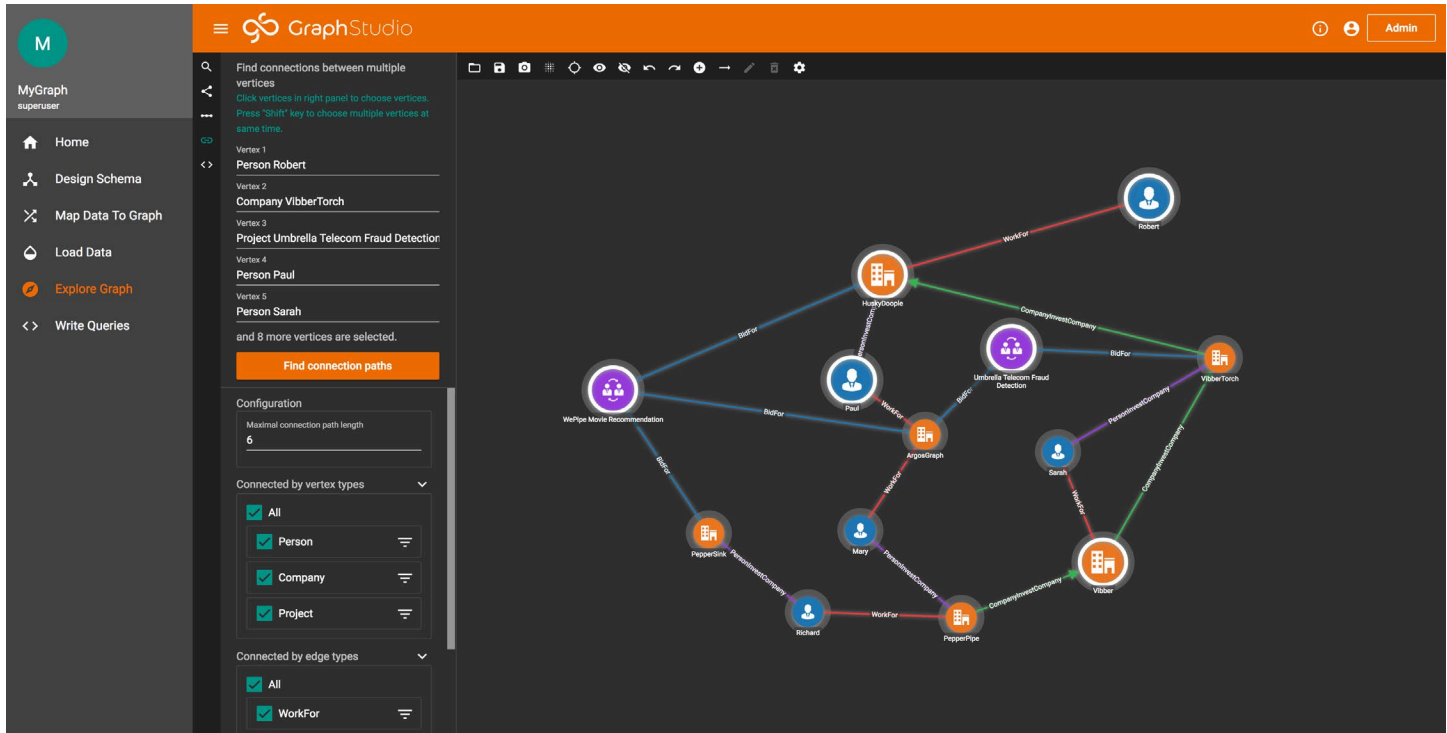 M
MyGraph
superuser
Home
Design Schema
Map Data To Graph
Load Data
Explore Graph
Write Queries
GraphStudio
Admin
Find connections between multiple
vertices
Click vertices in right panel to choose vertices.
Press "Shift" key to choose multiple vertices at
same time.
Vertex 1
Person Robert
Vertex 2
Company VibberTorch
Vertex 3
Project Umbrella Telecom Fraud Detection
Vertex 4
Person Paul
Vertex 5
Person Sarah
and 8 more vertices are selected.
Find connection paths
Configuration
Maximal connection path length
6
Connected by vertex types
All
Person
Company
Project
Connected by edge types
All
WorkFor
Robert
WorkFor
HuskyDoople
CompanyInvestCompany
PersonInvestCom
BidFor
BidFor
VibberTorch
Umbrella Telecom Fraud
Detection
Paul
WePipe Movie Recommendation
BidFor
WorkFor
BidFor
PersonInvestCompany
ArgosGraph
CompanyInvestCompany
BidFor
WorkFor
Sarah
WorkFor
PepperSink
PersonInvestCompany
Mary
PersonInvestCompany
CompanyInvestCompany
Vibber
Richard
WorkFor
PepperPipe